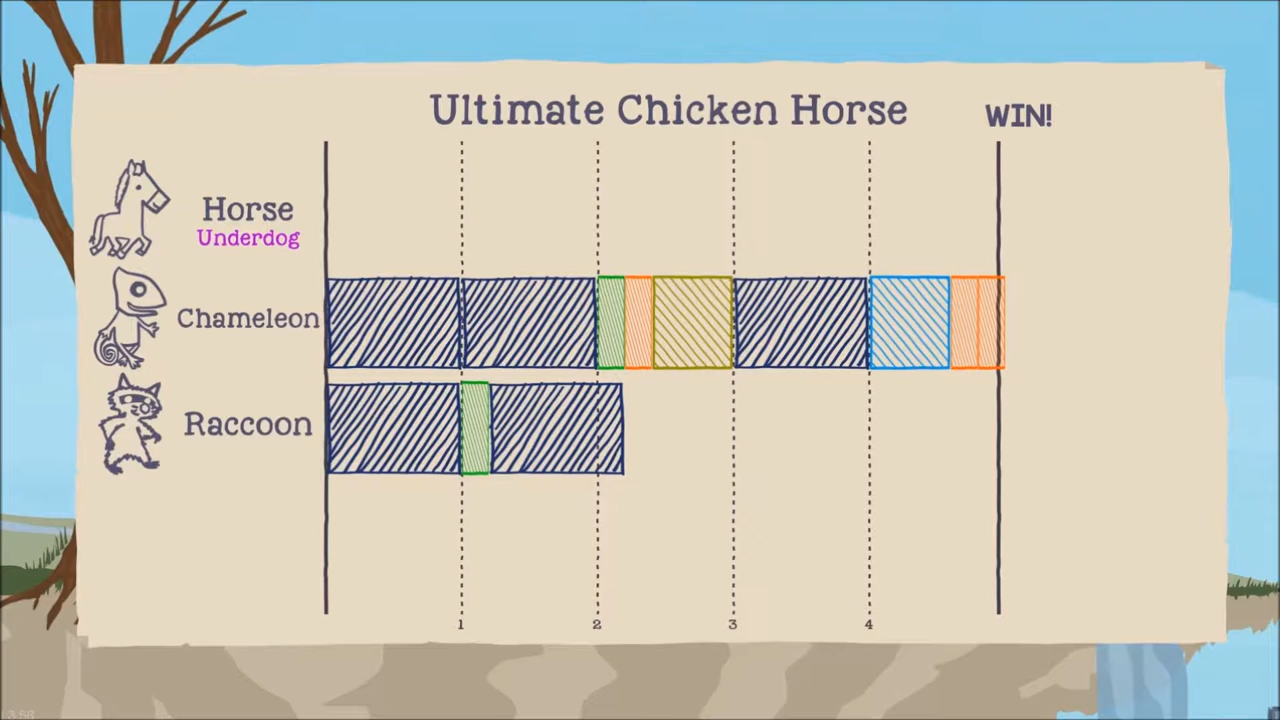 Ultimate Chicken Horse
WIN!
Horse
Underdog
Chameleon
Raccoon
1 2 3 4